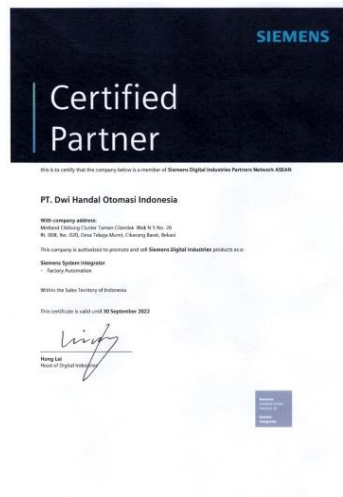 SIEMENS
Certified
Partner
this is to certify that the company below is a member of Siemens Digital Industries Partners Network ASEAN
PT. Dwi Handal Otomasi Indonesia
With company address:
Metland Cibitung Cluster Taman Cilandak Blok N 5 No. 26
Rt. 008, Rw. 020, Desa Telaga Murni, Cikarang Barat, Bekasi
This company is authorized to promote and sell Siemens Digital Industries products as a:
Siemens System Integrator
- Factory Automation
Within the Sales Territory of Indonesia
This certificate is valid until 30 September 2022
Hong Lei
Head of Digital Industries
Siemens
System
Integrator